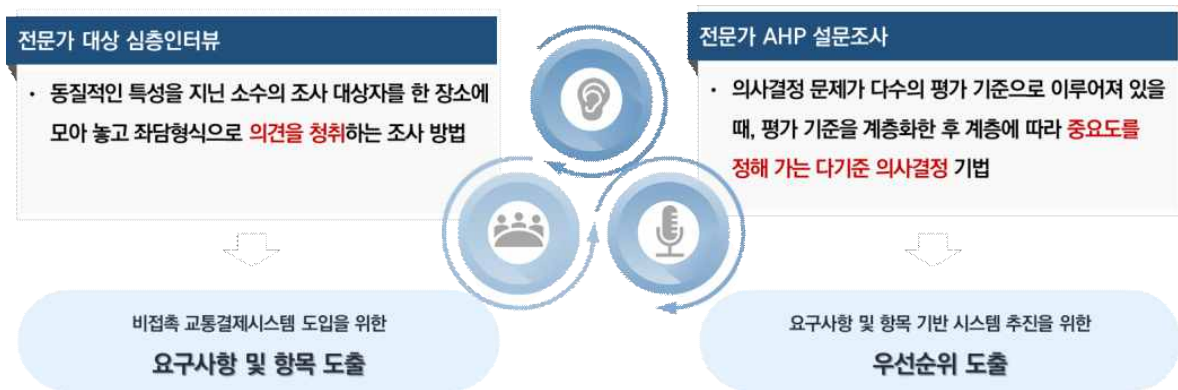 전문가 대상 심층인터뷰
· 동질적인 특성을 지닌 소수의 조사 대상자를 한 장소에
모아 놓고 좌담형식으로 의견을 청취하는 조사 방법
비접촉 교통결제시스템 도입을 위한
요구사항 및 항목 도출
전문가 AHP 설문조사
· 의사결정 문제가 다수의 평가 기준으로 이루어져 있을
때, 평가 기준을 계층화한 후 계층에 따라 중요도를
정해 가는 다기준 의사결정 기법
요구사항 및 항목 기반 시스템 추진을 위한
우선순위 도출